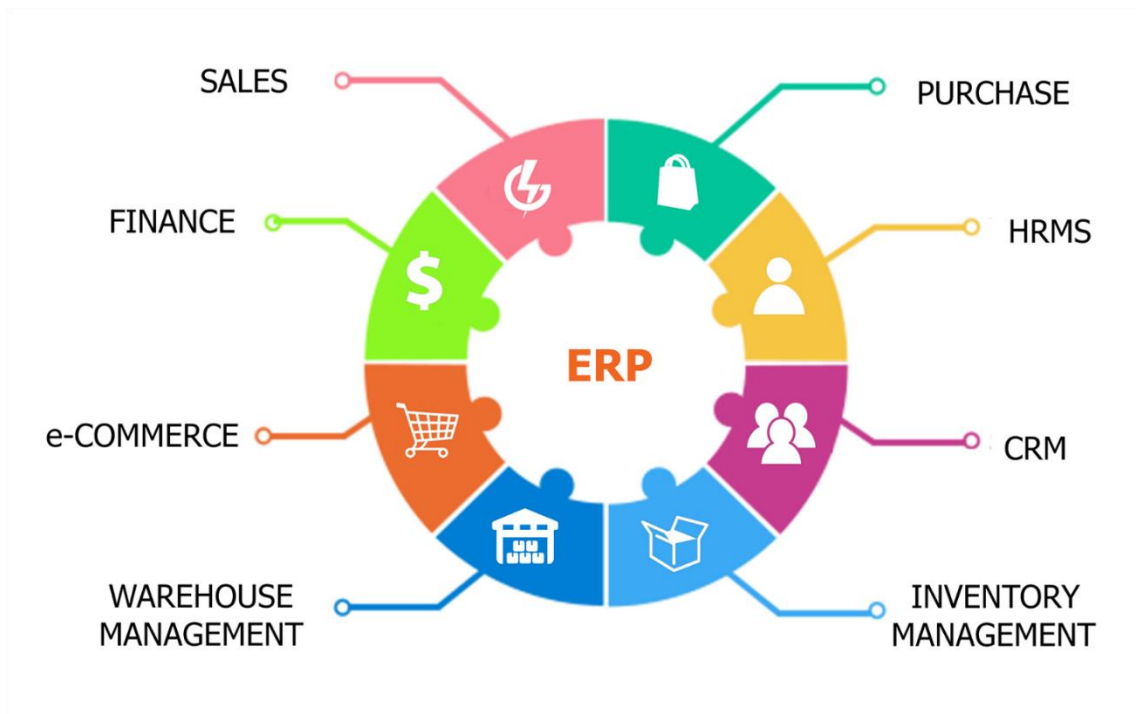 SALES
PURCHASE
FINANCE
HRMS
ERP
e-COMMERCE
CRM
WAREHOUSE
MANAGEMENT
INVENTORY
MANAGEMENT
$